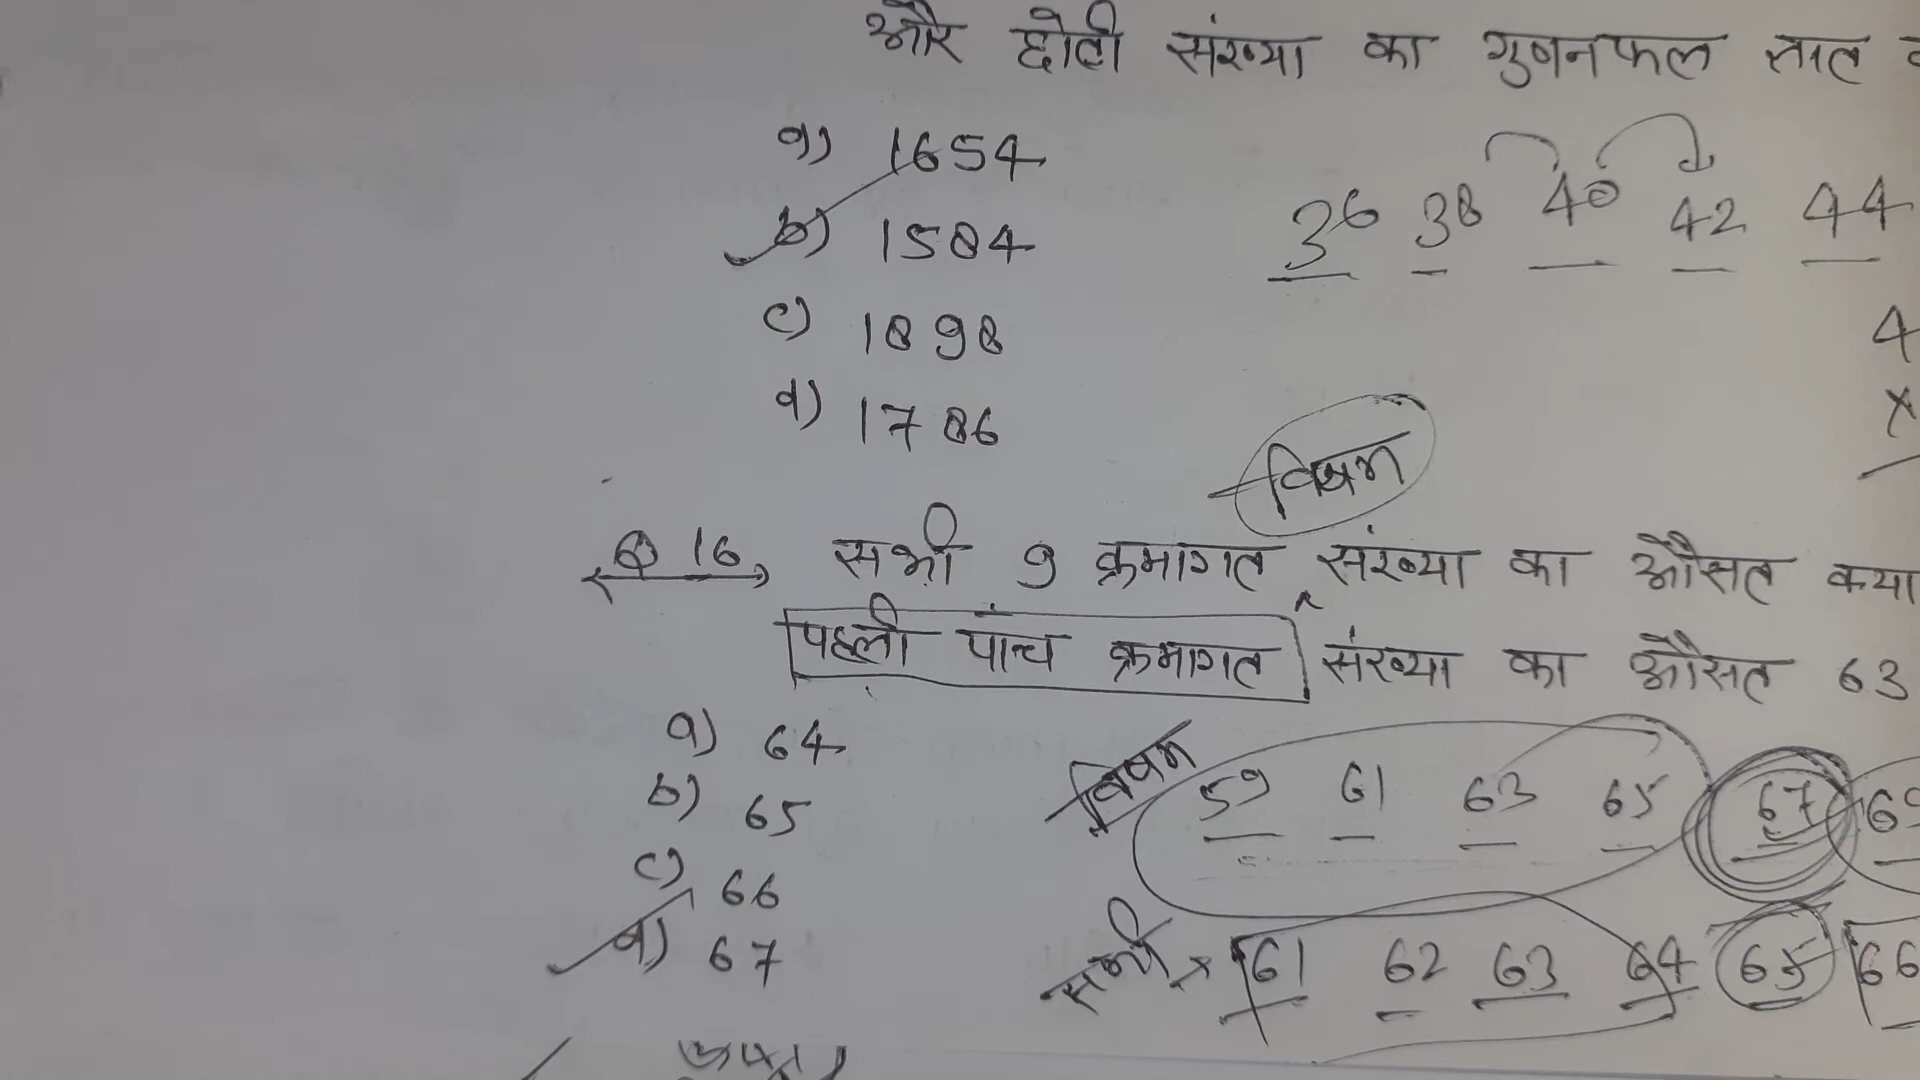 और छोटी संख्या का गुणनफल ज्ञात
a) 1654
b) 1584
36 38 40 42 44
c) 1898
4
d) 1786
×
विषम
Q 16 सभी 9 क्रमागत संख्या का औसत क्या
पहली पांच क्रमागत संख्या का औसत 63
a) 64
b) 65
विषम 59 61 63 65 67 69
c) 66
d) 67
सभी 61 62 63 64 65 66